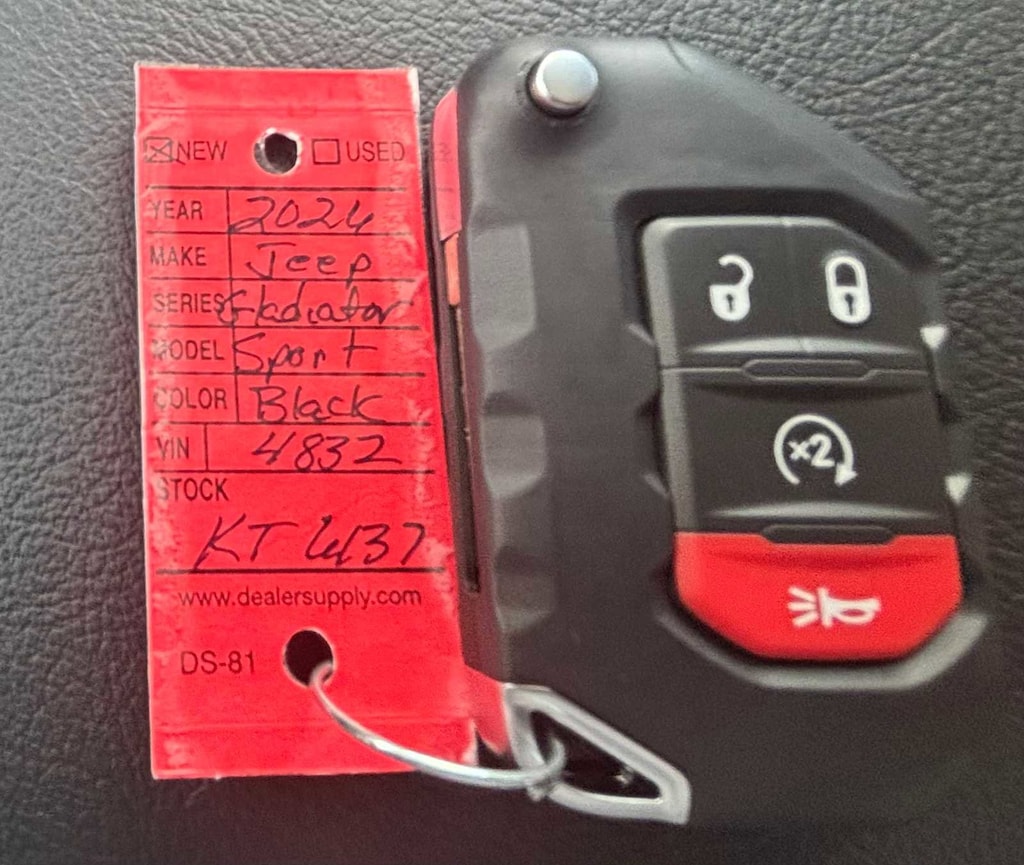 NEW USED
YEAR 2024
MAKE Jeep
SERIES Gladiator
MODEL Sport
COLOR Black
VIN 4832
STOCK
KT
www.dealersupply.com
DS-81
×2